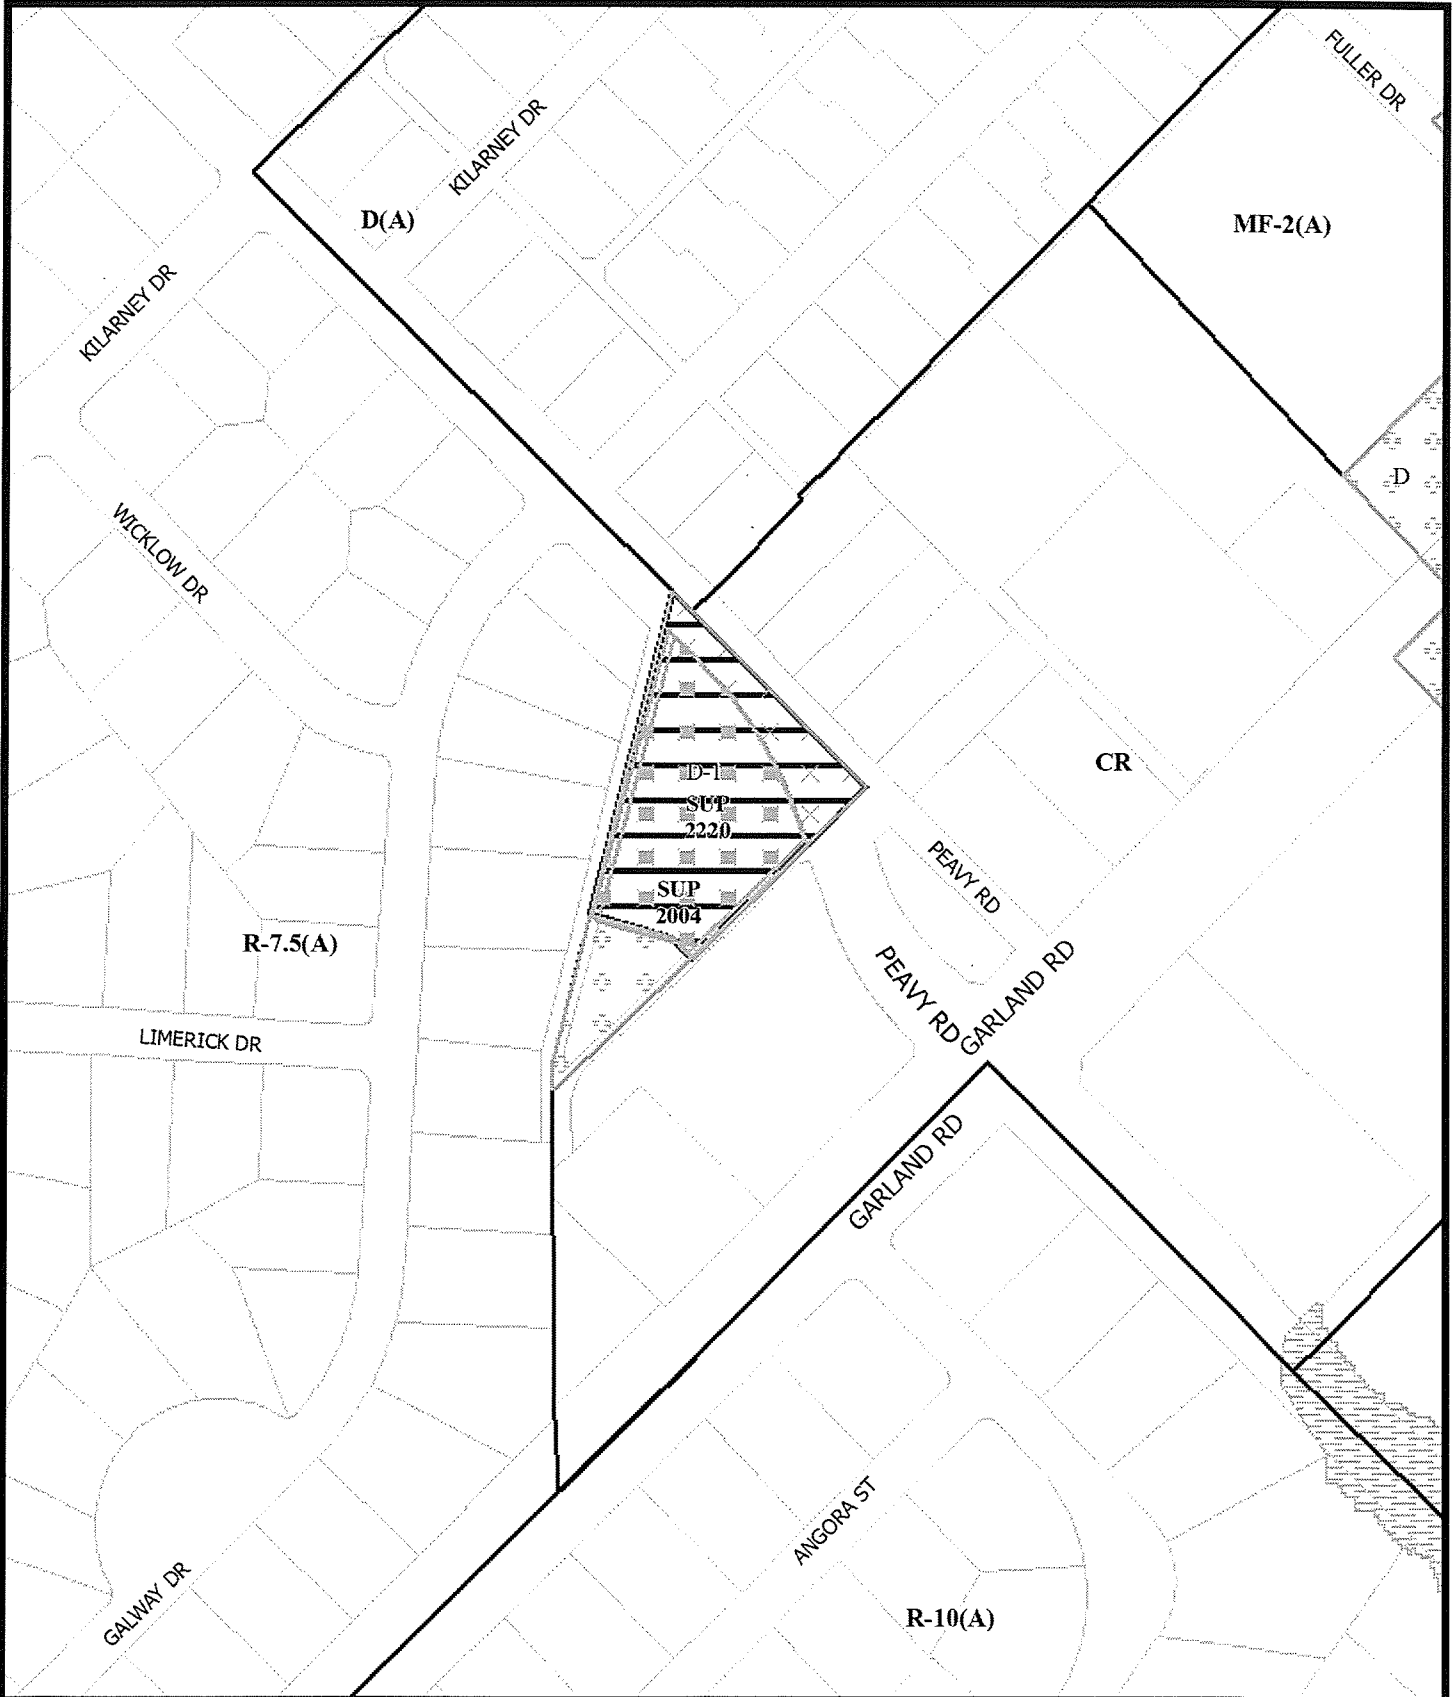 FULLER DR
KILARNEY DR
D(A)
MF-2(A)
KILARNEY DR
D
WICKLOW DR
CR
D-1
SUP
2220
SUP
2004
PEAVY RD
R-7.5(A)
PEAVY RD
GARLAND RD
LIMERICK DR
GARLAND RD
ANGORA ST
GALWAY DR
R-10(A)